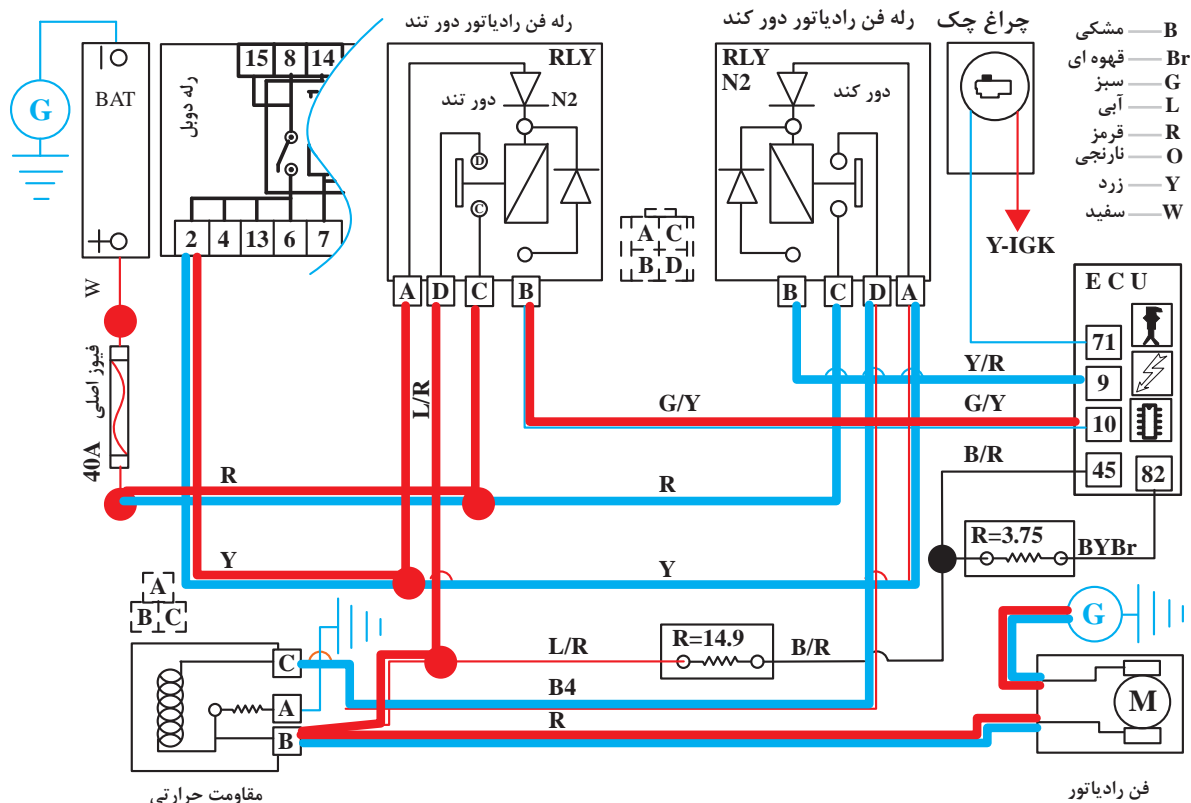 رله فن رادیاتور دور تند
رله فن رادیاتور دور کند
چراغ چک
B — مشکی
Br — قهوه ای
G — سبز
L — آبی
R — قرمز
O — نارنجی
Y — زرد
W — سفید
G
BAT
رله دوبل
15 8 14
2 4 13 6 7
RLY
N2
دور تند
D
C
A D C B
A C
B D
RLY
N2
دور کند
B C D A
Y-IGK
E C U
71
9
10
45 82
W
فیوز اصلی
40A
L/R
Y/R
G/Y G/Y
B/R
R R
Y Y
R=3.75
BYBr
A
B C
C
A
B
L/R
R=14.9
B/R
B4
R
G
M
مقاومت حرارتی
فن رادیاتور